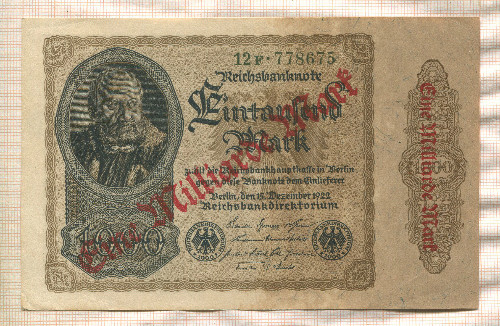 12F·778675
Reichsbanknote
Eintausend
Mark
zahlt die Reichsbankhauptkasse in Berlin
gegen diese Banknote dem Einlieferer
Berlin, den 15. Dezember 1922
Reichsbankdirektorium
1000
Eine Milliarde Mark
Eine Milliarde Mark
1000